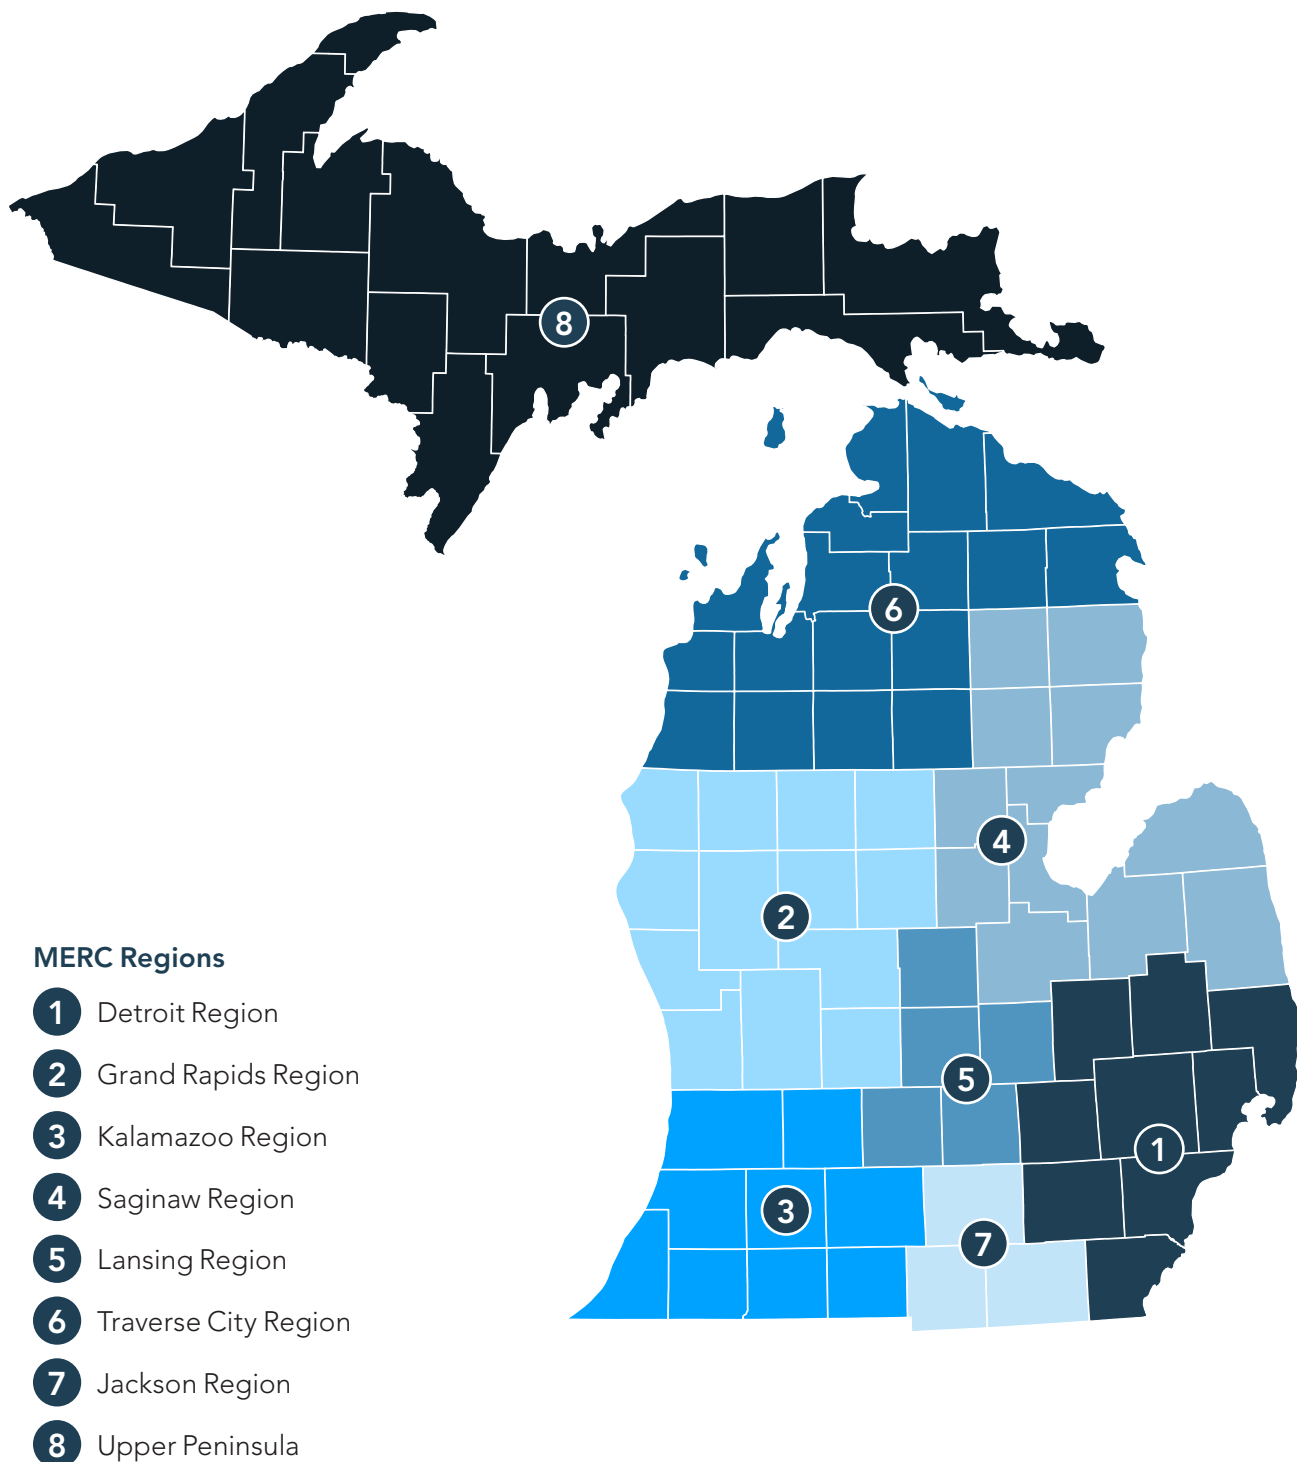 8
6
4
2
5
1
3
7
MERC Regions
1 Detroit Region
2 Grand Rapids Region
3 Kalamazoo Region
4 Saginaw Region
5 Lansing Region
6 Traverse City Region
7 Jackson Region
8 Upper Peninsula